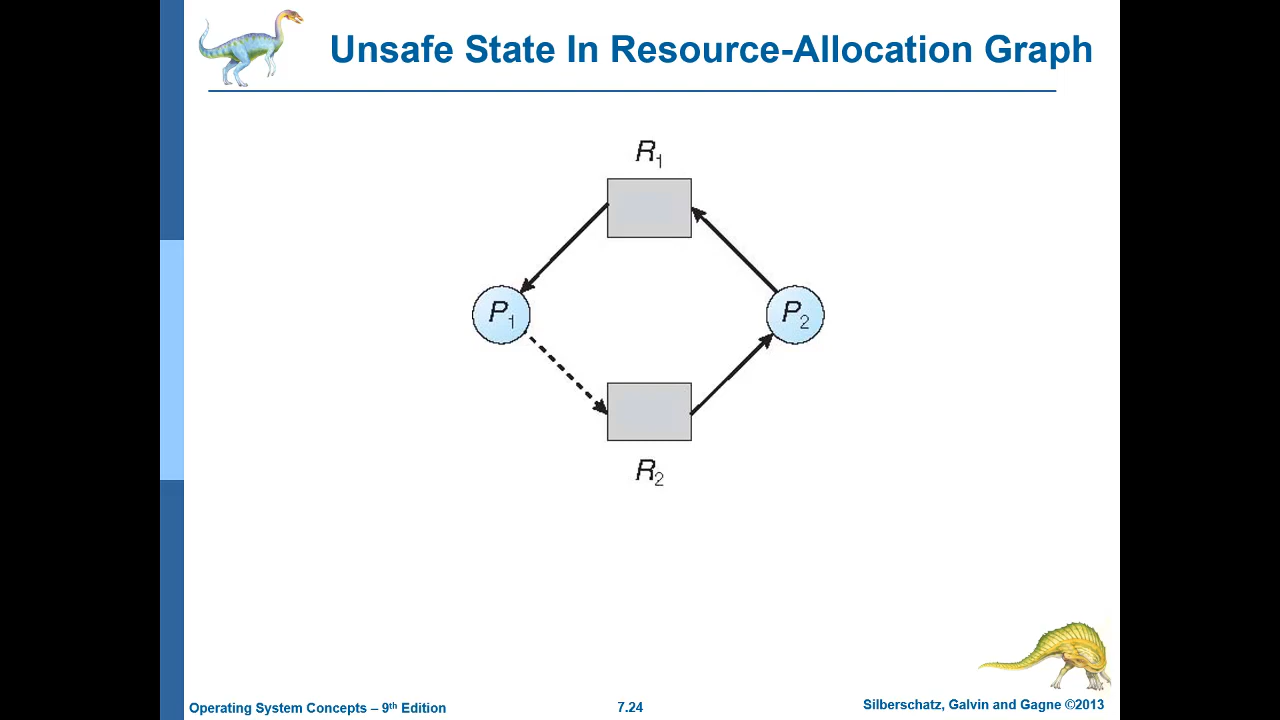 Unsafe State In Resource-Allocation Graph
R1
P1
P2
R2
Operating System Concepts – 9th Edition
7.24
Silberschatz, Galvin and Gagne ©2013